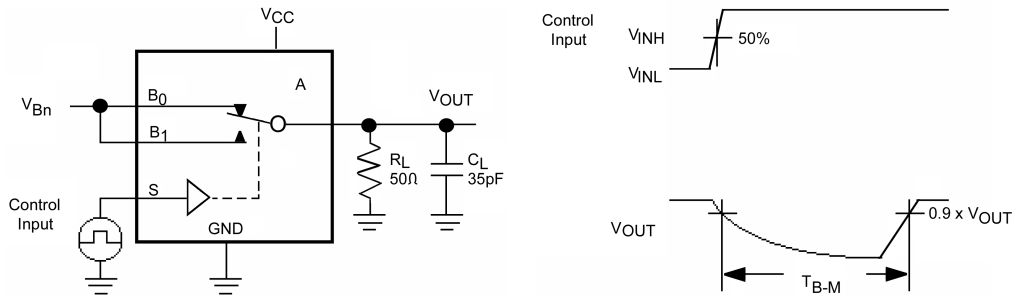 VCC
A
VBn
B0
B1
S
VOUT
RL
50Ω
CL
35pF
Control
Input
GND
Control
Input
VINH
50%
VINL
VOUT
0.9 x VOUT
TB-M